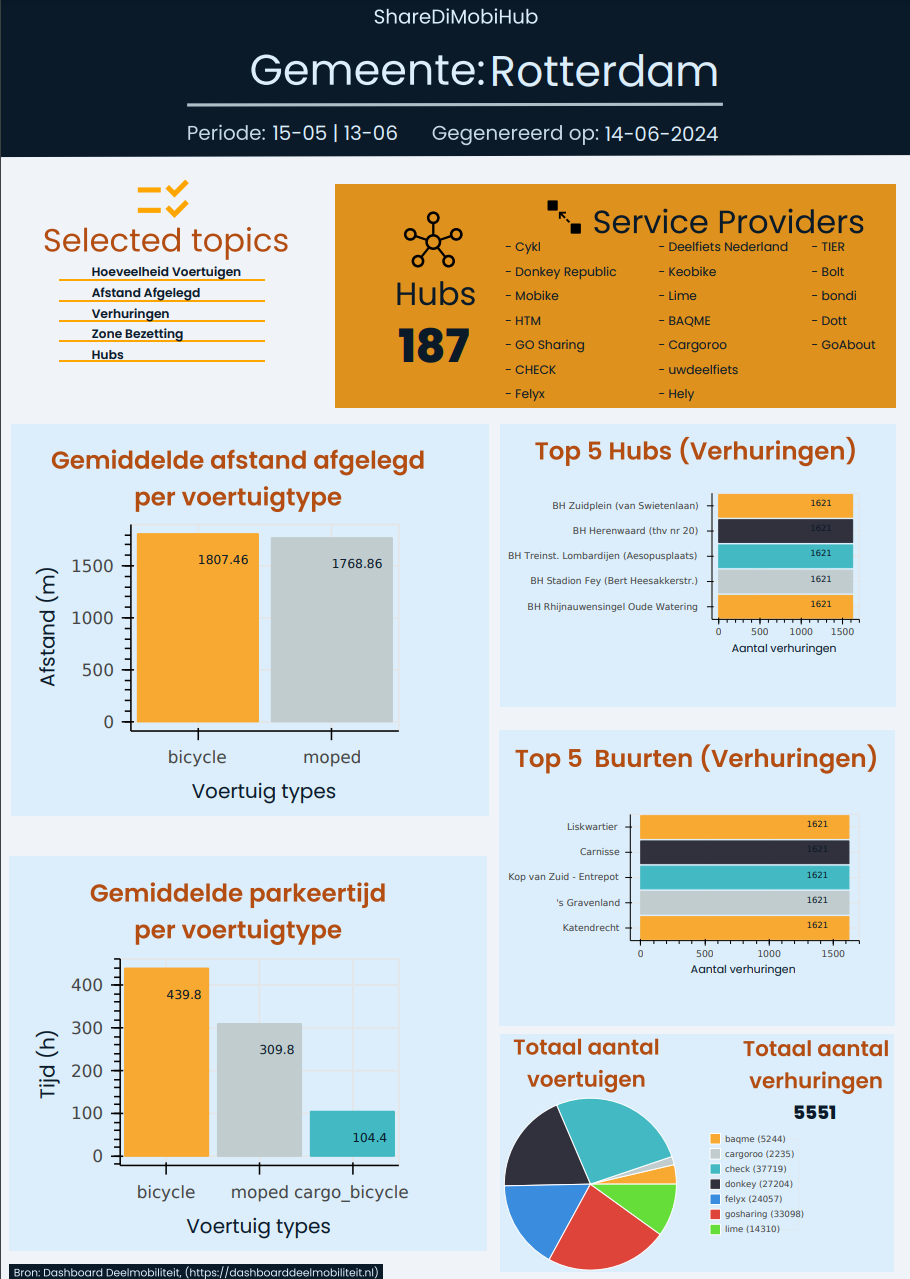 ShareDiMobiHub
Gemeente: Rotterdam
Periode: 15-05 | 13-06 Gegenereerd op: 14-06-2024
Selected topics
Hoeveelheid Voertuigen
Afstand Afgelegd
Verhuringen
Zone Bezetting
Hubs
Hubs
187
Service Providers
- Cykl
- Donkey Republic
- Mobike
- HTM
- GO Sharing
- CHECK
- Felyx
- Deelfiets Nederland
- Keobike
- Lime
- BAQME
- Cargoroo
- uwdeelfiets
- Hely
- TIER
- Bolt
- bondi
- Dott
- GoAbout
Gemiddelde afstand afgelegd
per voertuigtype
Afstand (m)
1500
1000
500
0
1807.46
1768.86
bicycle moped
Voertuig types
Top 5 Hubs (Verhuringen)
BH Zuidplein (van Swietenlaan) 1621
BH Herenwaard (thv nr 20) 1621
BH Treinst. Lombardijen (Aesopusplaats) 1621
BH Stadion Fey (Bert Heesakkerstr.) 1621
BH Rhijnauwensingel Oude Watering 1621
0 500 1000 1500
Aantal verhuringen
Top 5 Buurten (Verhuringen)
Liskwartier 1621
Carnisse 1621
Kop van Zuid - Entrepot 1621
's Gravenland 1621
Katendrecht 1621
0 500 1000 1500
Aantal verhuringen
Gemiddelde parkeertijd
per voertuigtype
Tijd (h)
400
300
200
100
0
439.8
309.8
104.4
bicycle moped cargo_bicycle
Voertuig types
Totaal aantal
voertuigen
Totaal aantal
verhuringen
5551
baqme (5244)
cargoroo (2235)
check (37719)
donkey (27204)
felyx (24057)
gosharing (33098)
lime (14310)
Bron: Dashboard Deelmobiliteit, (https://dashboarddeelmobiliteit.nl)